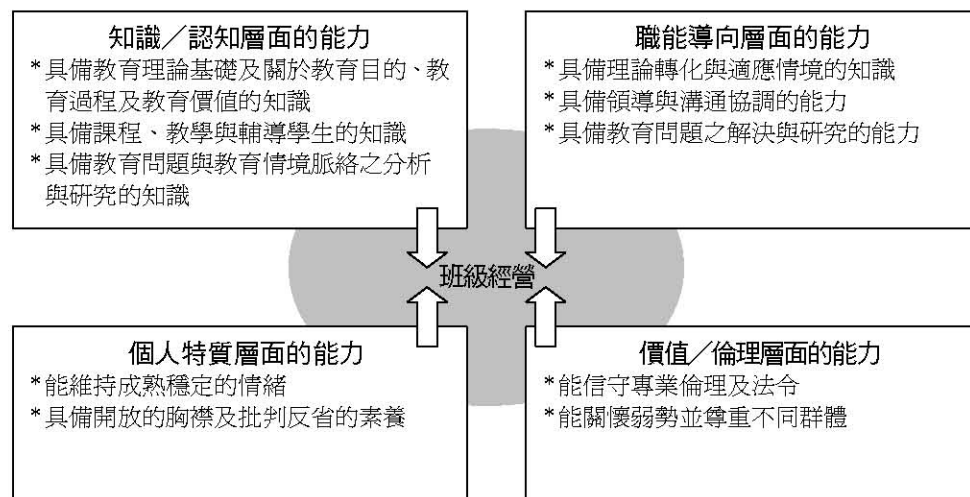 知識／認知層面的能力
*具備教育理論基礎及關於教育目的、教
育過程及教育價值的知識
*具備課程、教學與輔導學生的知識
*具備教育問題與教育情境脈絡之分析
與研究的知識
職能導向層面的能力
*具備理論轉化與適應情境的知識
*具備領導與溝通協調的能力
*具備教育問題之解決與研究的能力
班級經營
個人特質層面的能力
*能維持成熟穩定的情緒
*具備開放的胸襟及批判反省的素養
價值／倫理層面的能力
*能信守專業倫理及法令
*能關懷弱勢並尊重不同群體